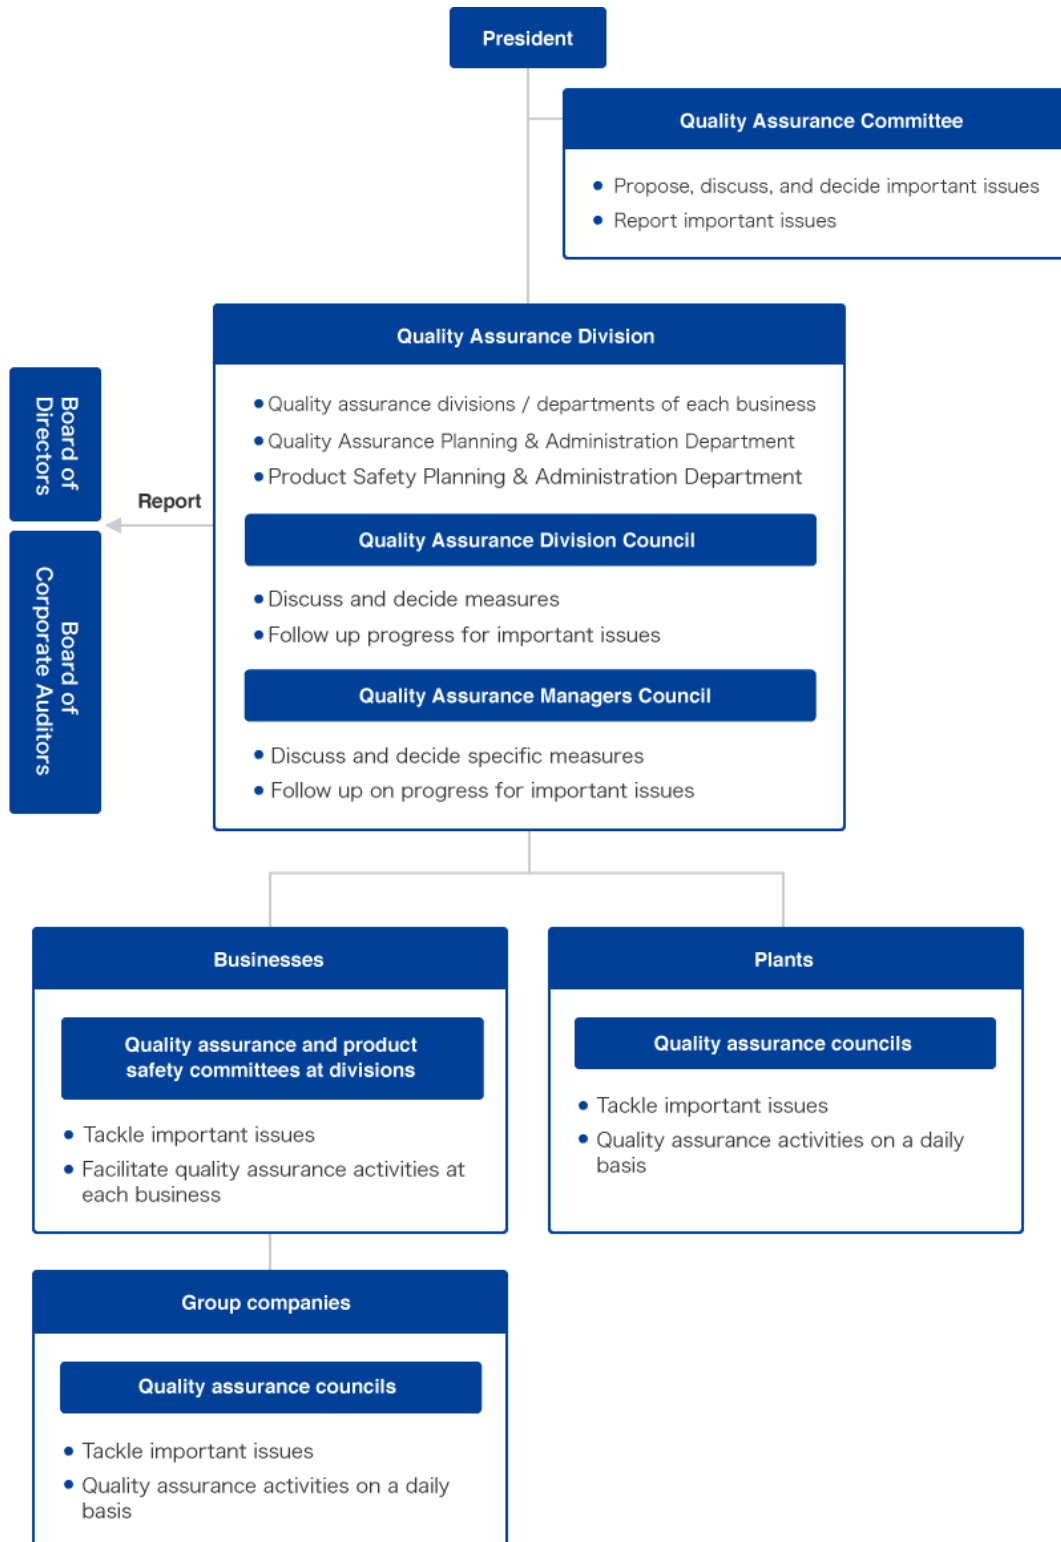 President
Quality Assurance Committee
• Propose, discuss, and decide important issues
• Report important issues
Quality Assurance Division
• Quality assurance divisions / departments of each business
• Quality Assurance Planning & Administration Department
• Product Safety Planning & Administration Department
Quality Assurance Division Council
• Discuss and decide measures
• Follow up progress for important issues
Quality Assurance Managers Council
• Discuss and decide specific measures
• Follow up on progress for important issues
Report
Board of
Directors
Board of
Corporate Auditors
Businesses
Quality assurance and product
safety committees at divisions
• Tackle important issues
• Facilitate quality assurance activities at
each business
Plants
Quality assurance councils
• Tackle important issues
• Quality assurance activities on a daily
basis
Group companies
Quality assurance councils
• Tackle important issues
• Quality assurance activities on a daily
basis